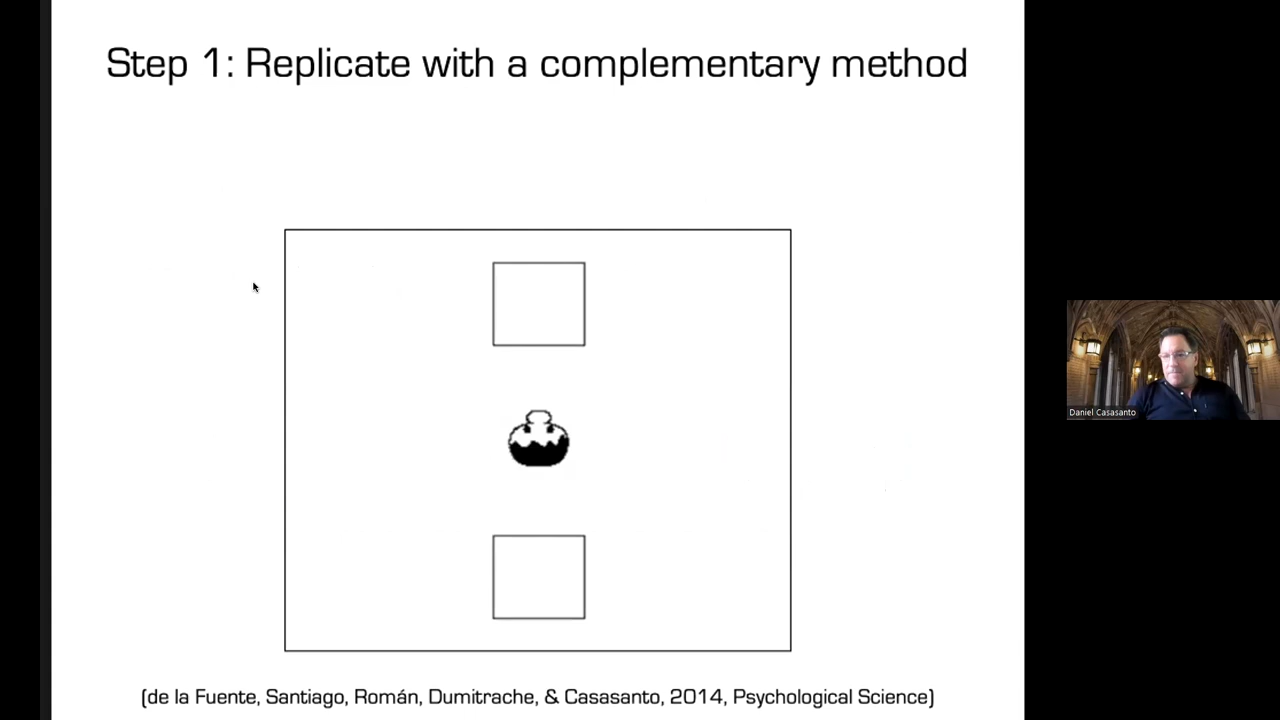 Step 1: Replicate with a complementary method
Daniel Casasanto
(de la Fuente, Santiago, Román, Dumitrache, & Casasanto, 2014, Psychological Science)